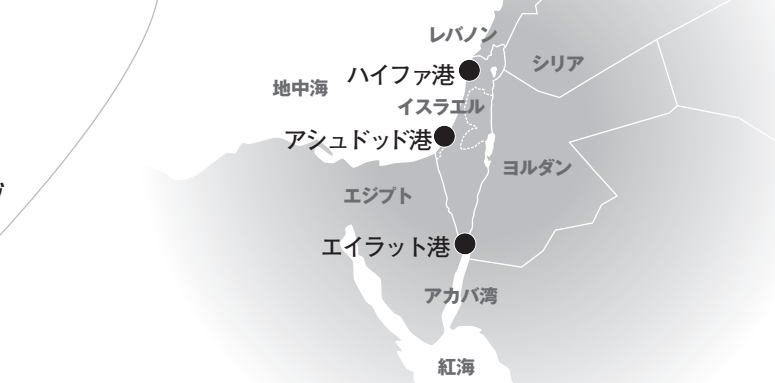 レバノン
シリア
ハイファ港
地中海
イスラエル
アシュドッド港
ヨルダン
エジプト
エイラット港
アカバ湾
紅海